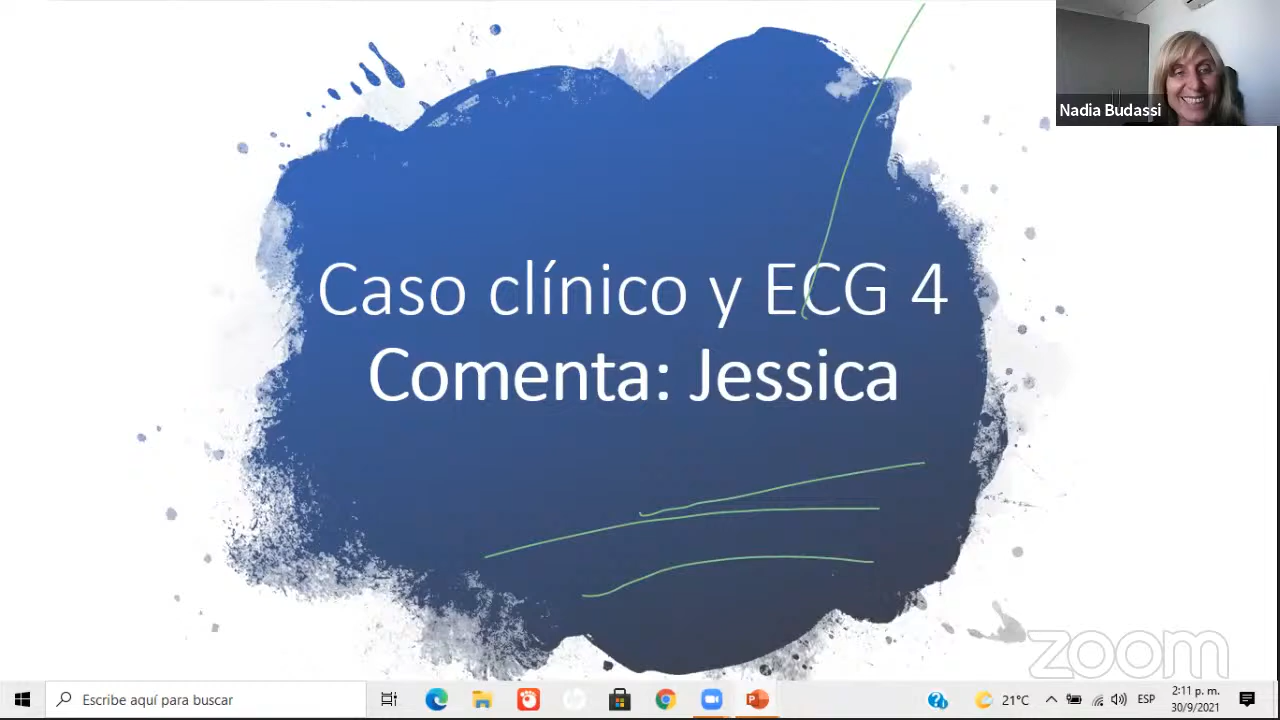 Nadia Budassi
Caso clínico y ECG 4
Comenta: Jessica
zoom
Escribe aquí para buscar
21°C
ESP
2:11 p. m.
30/9/2021